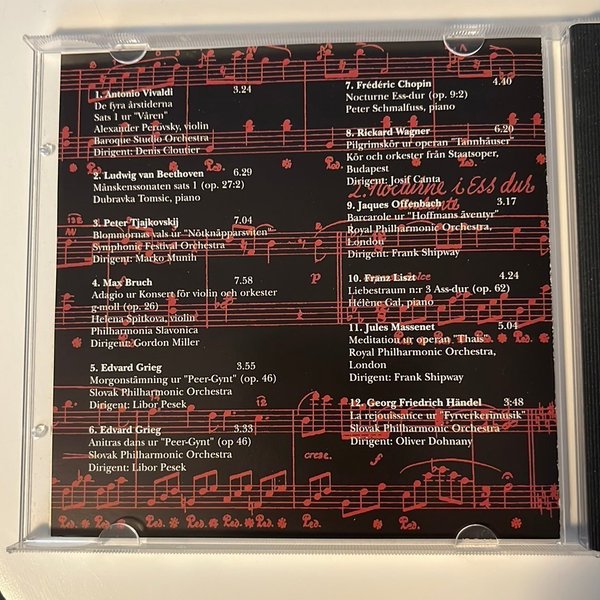 1. Antonio Vivaldi 3.24
De fyra årstiderna
Sats 1 ur "Våren"
Alexander Perovsky, violin
Baroque Studio Orchestra
Dirigent: Denis Cloutier
2. Ludwig van Beethoven 6.29
Månskenssonaten sats 1 (op. 27:2)
Dubravka Tomsic, piano
3. Peter Tjajkovskij 7.04
Blommornas vals ur "Nötknäpparsviten"
Symphonic Festival Orchestra
Dirigent: Marko Munih
4. Max Bruch 7.58
Adagio ur Konsert för violin och orkester
g-moll (op. 26)
Helena Spitkova, violin
Philharmonia Slavonica
Dirigent: Gordon Miller
5. Edvard Grieg 3.55
Morgonstämning ur "Peer-Gynt" (op. 46)
Slovak Philharmonic Orchestra
Dirigent: Libor Pesek
6. Edvard Grieg 3.33
Anitras dans ur "Peer-Gynt" (op 46)
Slovak Philharmonic Orchestra
Dirigent: Libor Pesek
7. Frédéric Chopin 4.40
Nocturne Ess-dur (op. 9:2)
Peter Schmalfuss, piano
8. Rickard Wagner 6.20
Pilgrimskör ur operan "Tannhäuser"
Kör och orkester från Staatsoper,
Budapest
Dirigent: Josif Canta
2. Nocturne i Ess dur
9. Jaques Offenbach 3.17
Barcarole ur "Hoffmans äventyr"
Royal Philharmonic Orchestra,
London
Dirigent: Frank Shipway
10. Franz Liszt 4.24
Liebestraum n:r 3 Ass-dur (op. 62)
Hélène Gal, piano
11. Jules Massenet 5.04
Meditation ur operan "Thais"
Royal Philharmonic Orchestra,
London
Dirigent: Frank Shipway
12. Georg Friedrich Händel 3:48
La rejouissance ur "Fyrverkerimusik"
Slovak Philharmonic Orchestra
Dirigent: Oliver Dohnany
cresc. f
p
Ped. Ped. Ped. Ped. Ped. Ped.